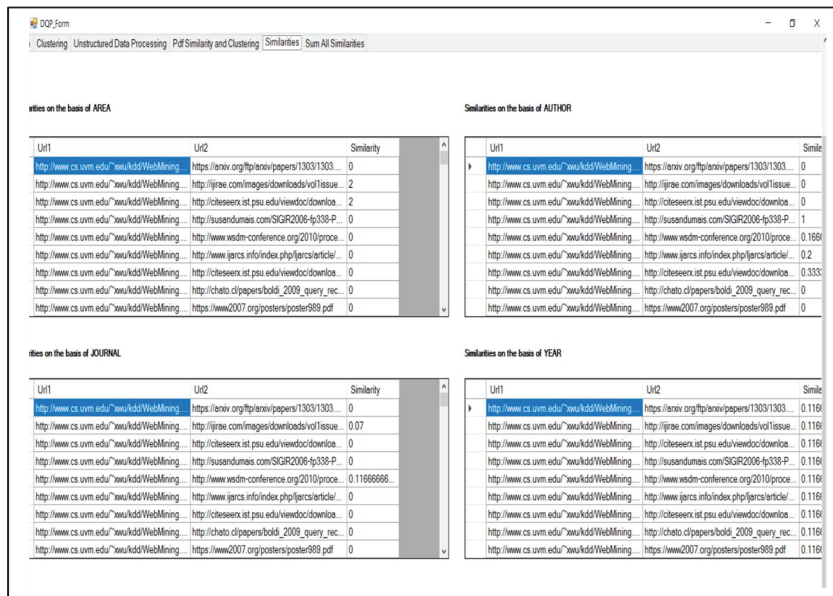 DQP_Form
Clustering Unstructured Data Processing Pdf Similarity and Clustering Similarities Sum All Similarities
arities on the basis of AREA
Url1 Url2 Similarity
http://www.cs.uvm.edu/~xwu/kdd/WebMining.... https://arxiv.org/ftp/arxiv/papers/1303/1303.... 0
http://www.cs.uvm.edu/~xwu/kdd/WebMining.... http://ijirae.com/images/downloads/vol1issue... 2
http://www.cs.uvm.edu/~xwu/kdd/WebMining.... http://citeseerx.ist.psu.edu/viewdoc/downloa... 2
http://www.cs.uvm.edu/~xwu/kdd/WebMining.... http://susandumais.com/SIGIR2006-fp338-P... 0
http://www.cs.uvm.edu/~xwu/kdd/WebMining.... http://www.wsdm-conference.org/2010/proce... 0
http://www.cs.uvm.edu/~xwu/kdd/WebMining.... http://www.ijarcs.info/index.php/Ijarcs/article/... 0
http://www.cs.uvm.edu/~xwu/kdd/WebMining.... http://citeseerx.ist.psu.edu/viewdoc/downloa... 0
http://www.cs.uvm.edu/~xwu/kdd/WebMining.... http://chato.cl/papers/boldi_2009_query_rec... 0
http://www.cs.uvm.edu/~xwu/kdd/WebMining.... https://www2007.org/posters/poster989.pdf 0
Similarities on the basis of AUTHOR
Url1 Url2 Simila
http://www.cs.uvm.edu/~xwu/kdd/WebMining.... https://arxiv.org/ftp/arxiv/papers/1303/1303.... 0
http://www.cs.uvm.edu/~xwu/kdd/WebMining.... http://ijirae.com/images/downloads/vol1issue... 0
http://www.cs.uvm.edu/~xwu/kdd/WebMining.... http://citeseerx.ist.psu.edu/viewdoc/downloa... 0
http://www.cs.uvm.edu/~xwu/kdd/WebMining.... http://susandumais.com/SIGIR2006-fp338-P... 1
http://www.cs.uvm.edu/~xwu/kdd/WebMining.... http://www.wsdm-conference.org/2010/proce... 0.166
http://www.cs.uvm.edu/~xwu/kdd/WebMining.... http://www.ijarcs.info/index.php/Ijarcs/article/... 0.2
http://www.cs.uvm.edu/~xwu/kdd/WebMining.... http://citeseerx.ist.psu.edu/viewdoc/downloa... 0.333
http://www.cs.uvm.edu/~xwu/kdd/WebMining.... http://chato.cl/papers/boldi_2009_query_rec... 0
http://www.cs.uvm.edu/~xwu/kdd/WebMining.... https://www2007.org/posters/poster989.pdf 0
rities on the basis of JOURNAL
Url1 Url2 Similarity
http://www.cs.uvm.edu/~xwu/kdd/WebMining.... https://arxiv.org/ftp/arxiv/papers/1303/1303.... 0
http://www.cs.uvm.edu/~xwu/kdd/WebMining.... http://ijirae.com/images/downloads/vol1issue... 0.07
http://www.cs.uvm.edu/~xwu/kdd/WebMining.... http://citeseerx.ist.psu.edu/viewdoc/downloa... 0
http://www.cs.uvm.edu/~xwu/kdd/WebMining.... http://susandumais.com/SIGIR2006-fp338-P... 0
http://www.cs.uvm.edu/~xwu/kdd/WebMining.... http://www.wsdm-conference.org/2010/proce... 0.11666666...
http://www.cs.uvm.edu/~xwu/kdd/WebMining.... http://www.ijarcs.info/index.php/Ijarcs/article/... 0
http://www.cs.uvm.edu/~xwu/kdd/WebMining.... http://citeseerx.ist.psu.edu/viewdoc/downloa... 0
http://www.cs.uvm.edu/~xwu/kdd/WebMining.... http://chato.cl/papers/boldi_2009_query_rec... 0
http://www.cs.uvm.edu/~xwu/kdd/WebMining.... https://www2007.org/posters/poster989.pdf 0
Similarities on the basis of YEAR
Url1 Url2 Simila
http://www.cs.uvm.edu/~xwu/kdd/WebMining.... https://arxiv.org/ftp/arxiv/papers/1303/1303.... 0.116
http://www.cs.uvm.edu/~xwu/kdd/WebMining.... http://ijirae.com/images/downloads/vol1issue... 0.116
http://www.cs.uvm.edu/~xwu/kdd/WebMining.... http://citeseerx.ist.psu.edu/viewdoc/downloa... 0.116
http://www.cs.uvm.edu/~xwu/kdd/WebMining.... http://susandumais.com/SIGIR2006-fp338-P... 0.116
http://www.cs.uvm.edu/~xwu/kdd/WebMining.... http://www.wsdm-conference.org/2010/proce... 0.116
http://www.cs.uvm.edu/~xwu/kdd/WebMining.... http://www.ijarcs.info/index.php/Ijarcs/article/... 0.116
http://www.cs.uvm.edu/~xwu/kdd/WebMining.... http://citeseerx.ist.psu.edu/viewdoc/downloa... 0.116
http://www.cs.uvm.edu/~xwu/kdd/WebMining.... http://chato.cl/papers/boldi_2009_query_rec... 0.116
http://www.cs.uvm.edu/~xwu/kdd/WebMining.... https://www2007.org/posters/poster989.pdf 0.116